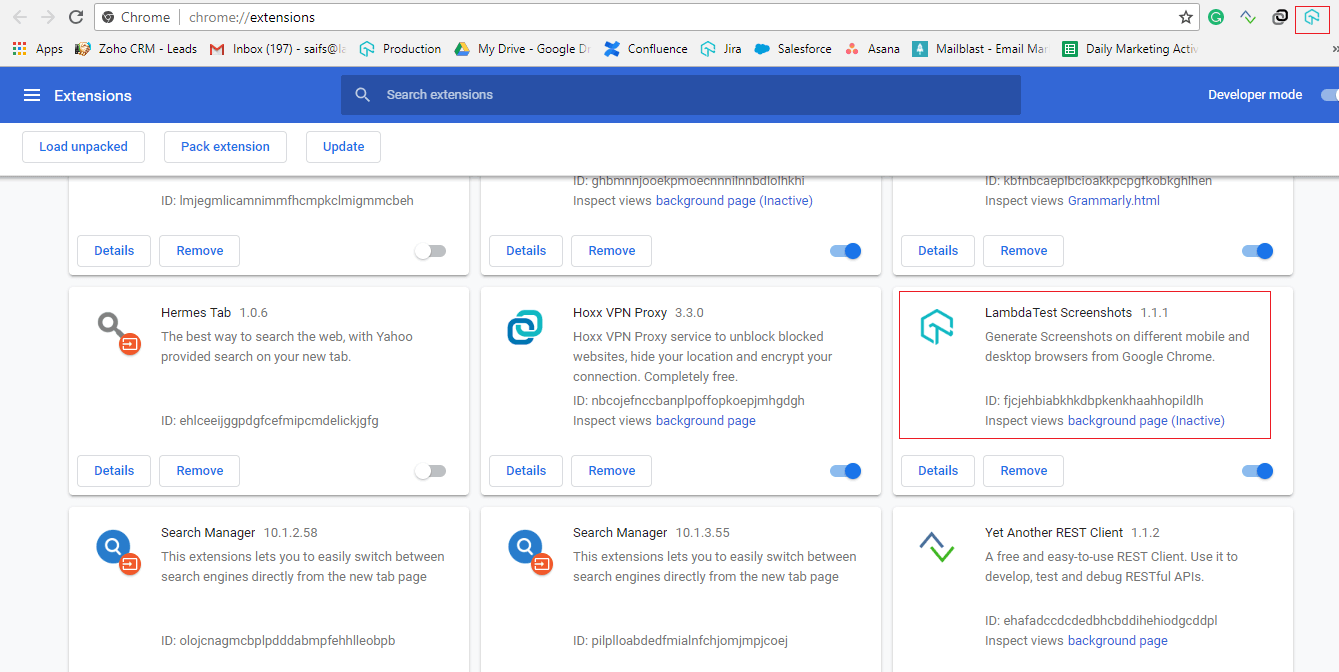 Chrome chrome://extensions
Apps Zoho CRM - Leads Inbox (197) - saifs@la Production My Drive - Google Dr Confluence Jira Salesforce Asana Mailblast - Email Mar Daily Marketing Activ »
Extensions Search extensions Developer mode
Load unpacked Pack extension Update
ID: lmjegmlicamnimmfhcmpkclmigmmcbeh
Details Remove
ID: ghbmnnjooekpmoecnnnilnnbdlolhkhi
Inspect views background page (Inactive)
Details Remove
ID: kbfnbcaeplbcioakkpcpgfkobkghlhen
Inspect views Grammarly.html
Details Remove
Hermes Tab 1.0.6
The best way to search the web, with Yahoo
provided search on your new tab.
ID: ehlceeijggpdgfcefmipcmdelickjgfg
Details Remove
Hoxx VPN Proxy 3.3.0
Hoxx VPN Proxy service to unblock blocked
websites, hide your location and encrypt your
connection. Completely free.
ID: nbcojefnccbanplpoffopkoepjmhgdgh
Inspect views background page
Details Remove
LambdaTest Screenshots 1.1.1
Generate Screenshots on different mobile and
desktop browsers from Google Chrome.
ID: fjcjehbiabkhkdbpkenkhaahhopildlh
Inspect views background page (Inactive)
Details Remove
Search Manager 10.1.2.58
This extensions lets you to easily switch between
search engines directly from the new tab page
ID: olojcnagmcbplpdddabmpfehhlleobpb
Search Manager 10.1.3.55
This extensions lets you to easily switch between
search engines directly from the new tab page
ID: pilplloabdedfmialnfchjomjmpjcoej
Yet Another REST Client 1.1.2
A free and easy-to-use REST Client. Use it to
develop, test and debug RESTful APIs.
ID: ehafadccdcdedbhcbddihehiodgcddpl
Inspect views background page